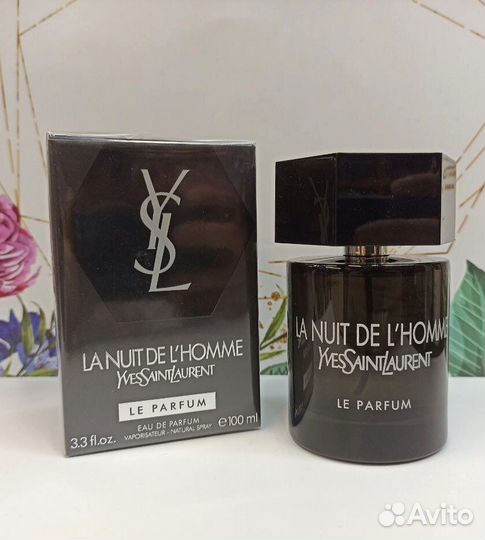 YSL
LA NUIT DE L'HOMME
YVESSAINTLAURENT
LE PARFUM
EAU DE PARFUM
VAPORISATEUR - NATURAL SPRAY
3.3 fl.oz.
℮100 ml
LA NUIT DE L'HOMME
YVESSAINTLAURENT
LE PARFUM
Avito